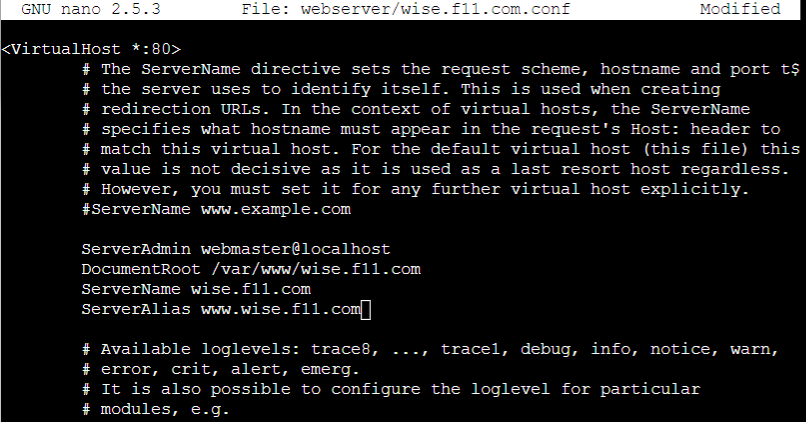 GNU nano 2.5.3 File: webserver/wise.f11.com.conf Modified
<VirtualHost *:80>
# The ServerName directive sets the request scheme, hostname and port t$
# the server uses to identify itself. This is used when creating
# redirection URLs. In the context of virtual hosts, the ServerName
# specifies what hostname must appear in the request's Host: header to
# match this virtual host. For the default virtual host (this file) this
# value is not decisive as it is used as a last resort host regardless.
# However, you must set it for any further virtual host explicitly.
#ServerName www.example.com
ServerAdmin webmaster@localhost
DocumentRoot /var/www/wise.f11.com
ServerName wise.f11.com
ServerAlias www.wise.f11.com
# Available loglevels: trace8, ..., trace1, debug, info, notice, warn,
# error, crit, alert, emerg.
# It is also possible to configure the loglevel for particular
# modules, e.g.